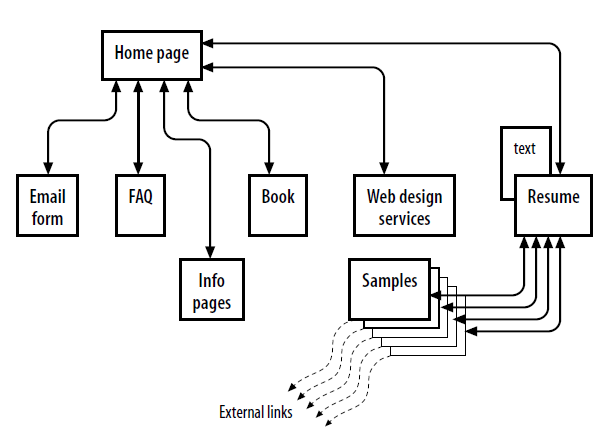 Home page
text
Email
form
FAQ
Book
Web design
services
Resume
Info
pages
Samples
External links